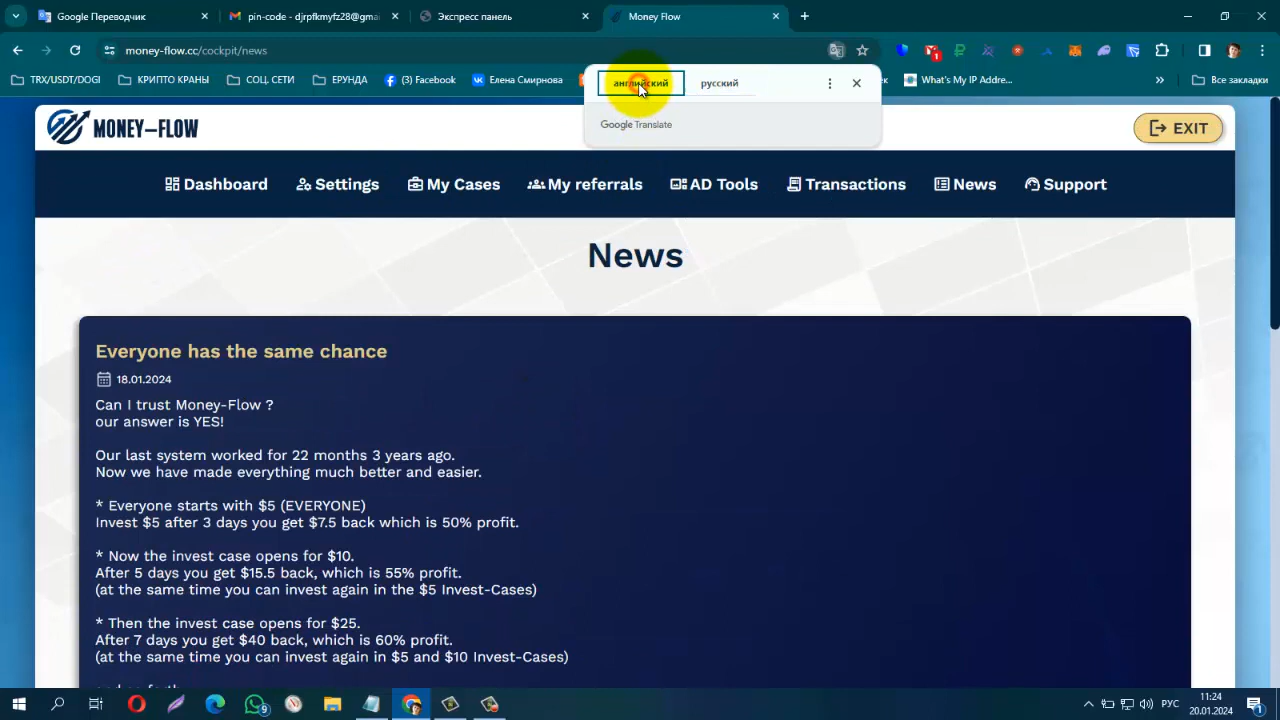 Google Переводчик
pin-code - djrpfkmyfz28@gmai
Экспресс панель
Money Flow
money-flow.cc/cockpit/news
TRX/USDT/DOGI
КРИПТО КРАНЫ
СОЦ. СЕТИ
ЕРУНДА
(3) Facebook
Елена Смирнова
What's My IP Addre...
Все закладки
английский
русский
Google Translate
MONEY-FLOW
EXIT
Dashboard
Settings
My Cases
My referrals
AD Tools
Transactions
News
Support
News
Everyone has the same chance
18.01.2024
Can I trust Money-Flow ?
our answer is YES!
Our last system worked for 22 months 3 years ago.
Now we have made everything much better and easier.
* Everyone starts with $5 (EVERYONE)
Invest $5 after 3 days you get $7.5 back which is 50% profit.
* Now the invest case opens for $10.
After 5 days you get $15.5 back, which is 55% profit.
(at the same time you can invest again in the $5 Invest-Cases)
* Then the invest case opens for $25.
After 7 days you get $40 back, which is 60% profit.
(at the same time you can invest again in $5 and $10 Invest-Cases)
and so forth
РУС
11:24
20.01.2024